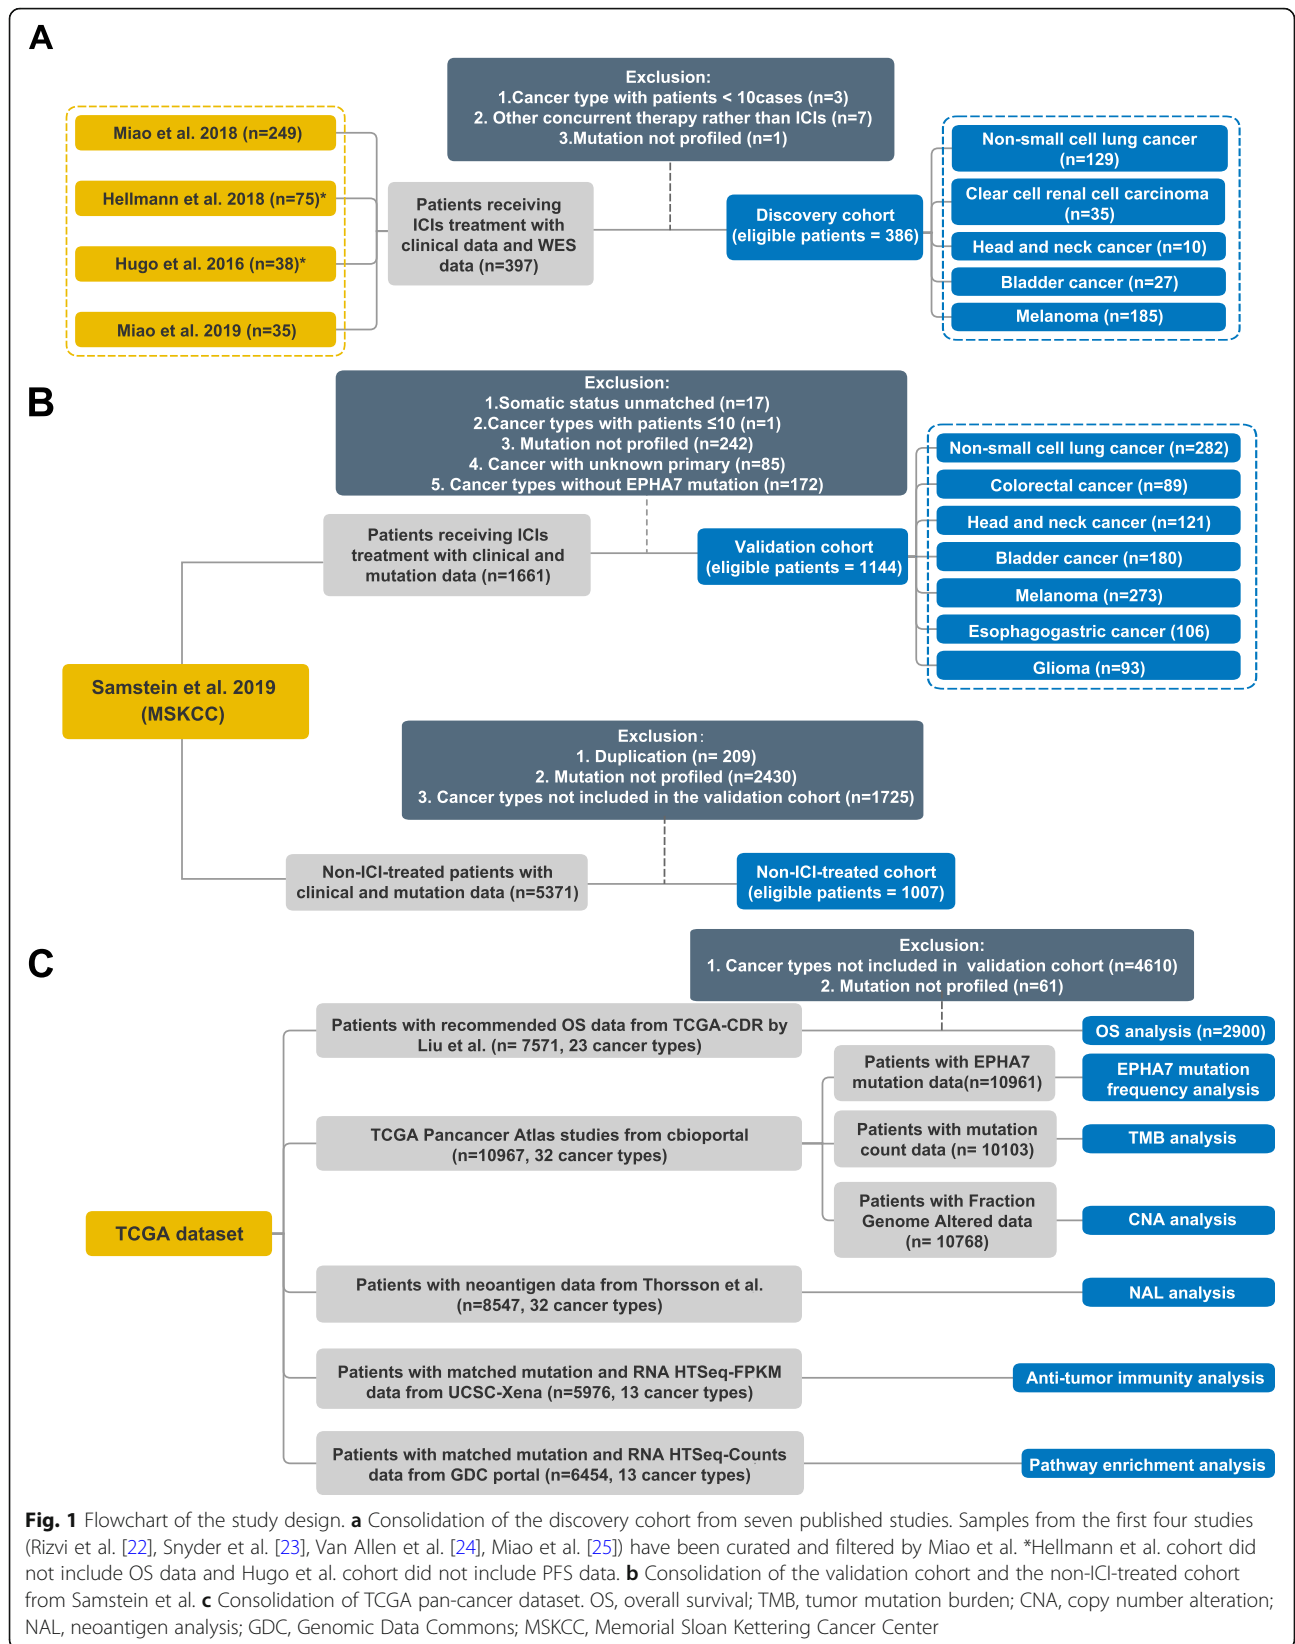 A
Exclusion:
1.Cancer type with patients < 10cases (n=3)
2. Other concurrent therapy rather than ICIs (n=7)
3.Mutation not profiled (n=1)
Miao et al. 2018 (n=249)
Hellmann et al. 2018 (n=75)*
Hugo et al. 2016 (n=38)*
Miao et al. 2019 (n=35)
Patients receiving
ICIs treatment with
clinical data and WES
data (n=397)
Discovery cohort
(eligible patients = 386)
Non-small cell lung cancer
(n=129)
Clear cell renal cell carcinoma
(n=35)
Head and neck cancer (n=10)
Bladder cancer (n=27)
Melanoma (n=185)
B
Exclusion:
1.Somatic status unmatched (n=17)
2.Cancer types with patients ≤10 (n=1)
3. Mutation not profiled (n=242)
4. Cancer with unknown primary (n=85)
5. Cancer types without EPHA7 mutation (n=172)
Patients receiving ICIs
treatment with clinical and
mutation data (n=1661)
Validation cohort
(eligible patients = 1144)
Non-small cell lung cancer (n=282)
Colorectal cancer (n=89)
Head and neck cancer (n=121)
Bladder cancer (n=180)
Melanoma (n=273)
Esophagogastric cancer (106)
Glioma (n=93)
Samstein et al. 2019
(MSKCC)
Exclusion:
1. Duplication (n= 209)
2. Mutation not profiled (n=2430)
3. Cancer types not included in the validation cohort (n=1725)
Non-ICI-treated patients with
clinical and mutation data (n=5371)
Non-ICI-treated cohort
(eligible patients = 1007)
C
Exclusion:
1. Cancer types not included in validation cohort (n=4610)
2. Mutation not profiled (n=61)
Patients with recommended OS data from TCGA-CDR by
Liu et al. (n= 7571, 23 cancer types)
OS analysis (n=2900)
TCGA Pancancer Atlas studies from cbioportal
(n=10967, 32 cancer types)
Patients with EPHA7
mutation data(n=10961)
EPHA7 mutation
frequency analysis
Patients with mutation
count data (n= 10103)
TMB analysis
Patients with Fraction
Genome Altered data
(n= 10768)
CNA analysis
TCGA dataset
Patients with neoantigen data from Thorsson et al.
(n=8547, 32 cancer types)
NAL analysis
Patients with matched mutation and RNA HTSeq-FPKM
data from UCSC-Xena (n=5976, 13 cancer types)
Anti-tumor immunity analysis
Patients with matched mutation and RNA HTSeq-Counts
data from GDC portal (n=6454, 13 cancer types)
Pathway enrichment analysis
Fig. 1 Flowchart of the study design. a Consolidation of the discovery cohort from seven published studies. Samples from the first four studies
(Rizvi et al. [22], Snyder et al. [23], Van Allen et al. [24], Miao et al. [25]) have been curated and filtered by Miao et al. *Hellmann et al. cohort did
not include OS data and Hugo et al. cohort did not include PFS data. b Consolidation of the validation cohort and the non-ICI-treated cohort
from Samstein et al. c Consolidation of TCGA pan-cancer dataset. OS, overall survival; TMB, tumor mutation burden; CNA, copy number alteration;
NAL, neoantigen analysis; GDC, Genomic Data Commons; MSKCC, Memorial Sloan Kettering Cancer Center